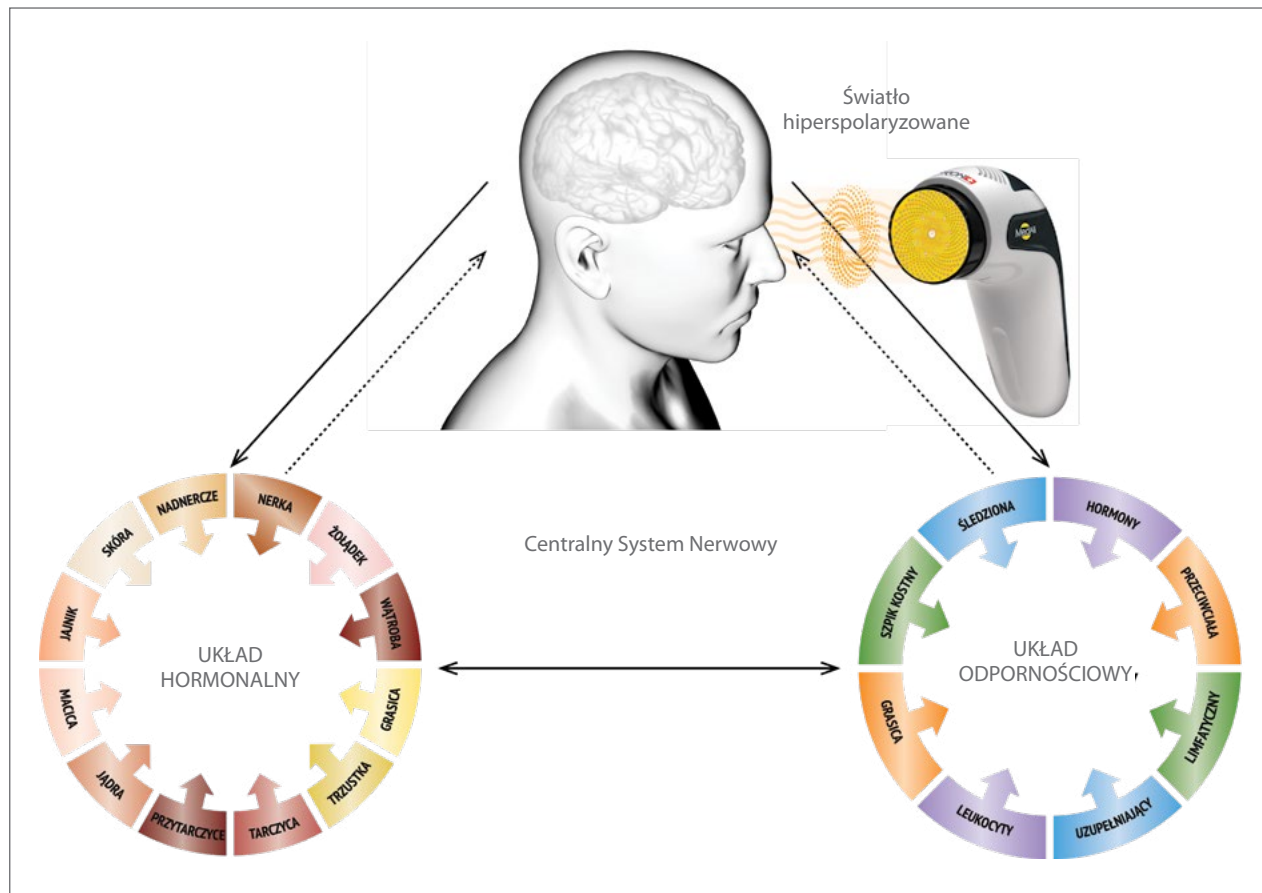 Światło
hiperspolaryzowane
MedAll
Centralny System Nerwowy
NADNERCZE
NERKA
ŻOŁĄDEK
WĄTROBA
GRASICA
TRZUSTKA
TARCZYCA
PRZYTARCZYCE
JĄDRA
MACICA
JAJNIK
SKÓRA
UKŁAD
HORMONALNY
ŚLEDZIONA
HORMONY
PRZECIWCIAŁA
LIMFATYCZNY
UZUPEŁNIAJĄCY
LEUKOCYTY
GRASICA
SZPIK KOSTNY
UKŁAD
ODPORNOŚCIOWY